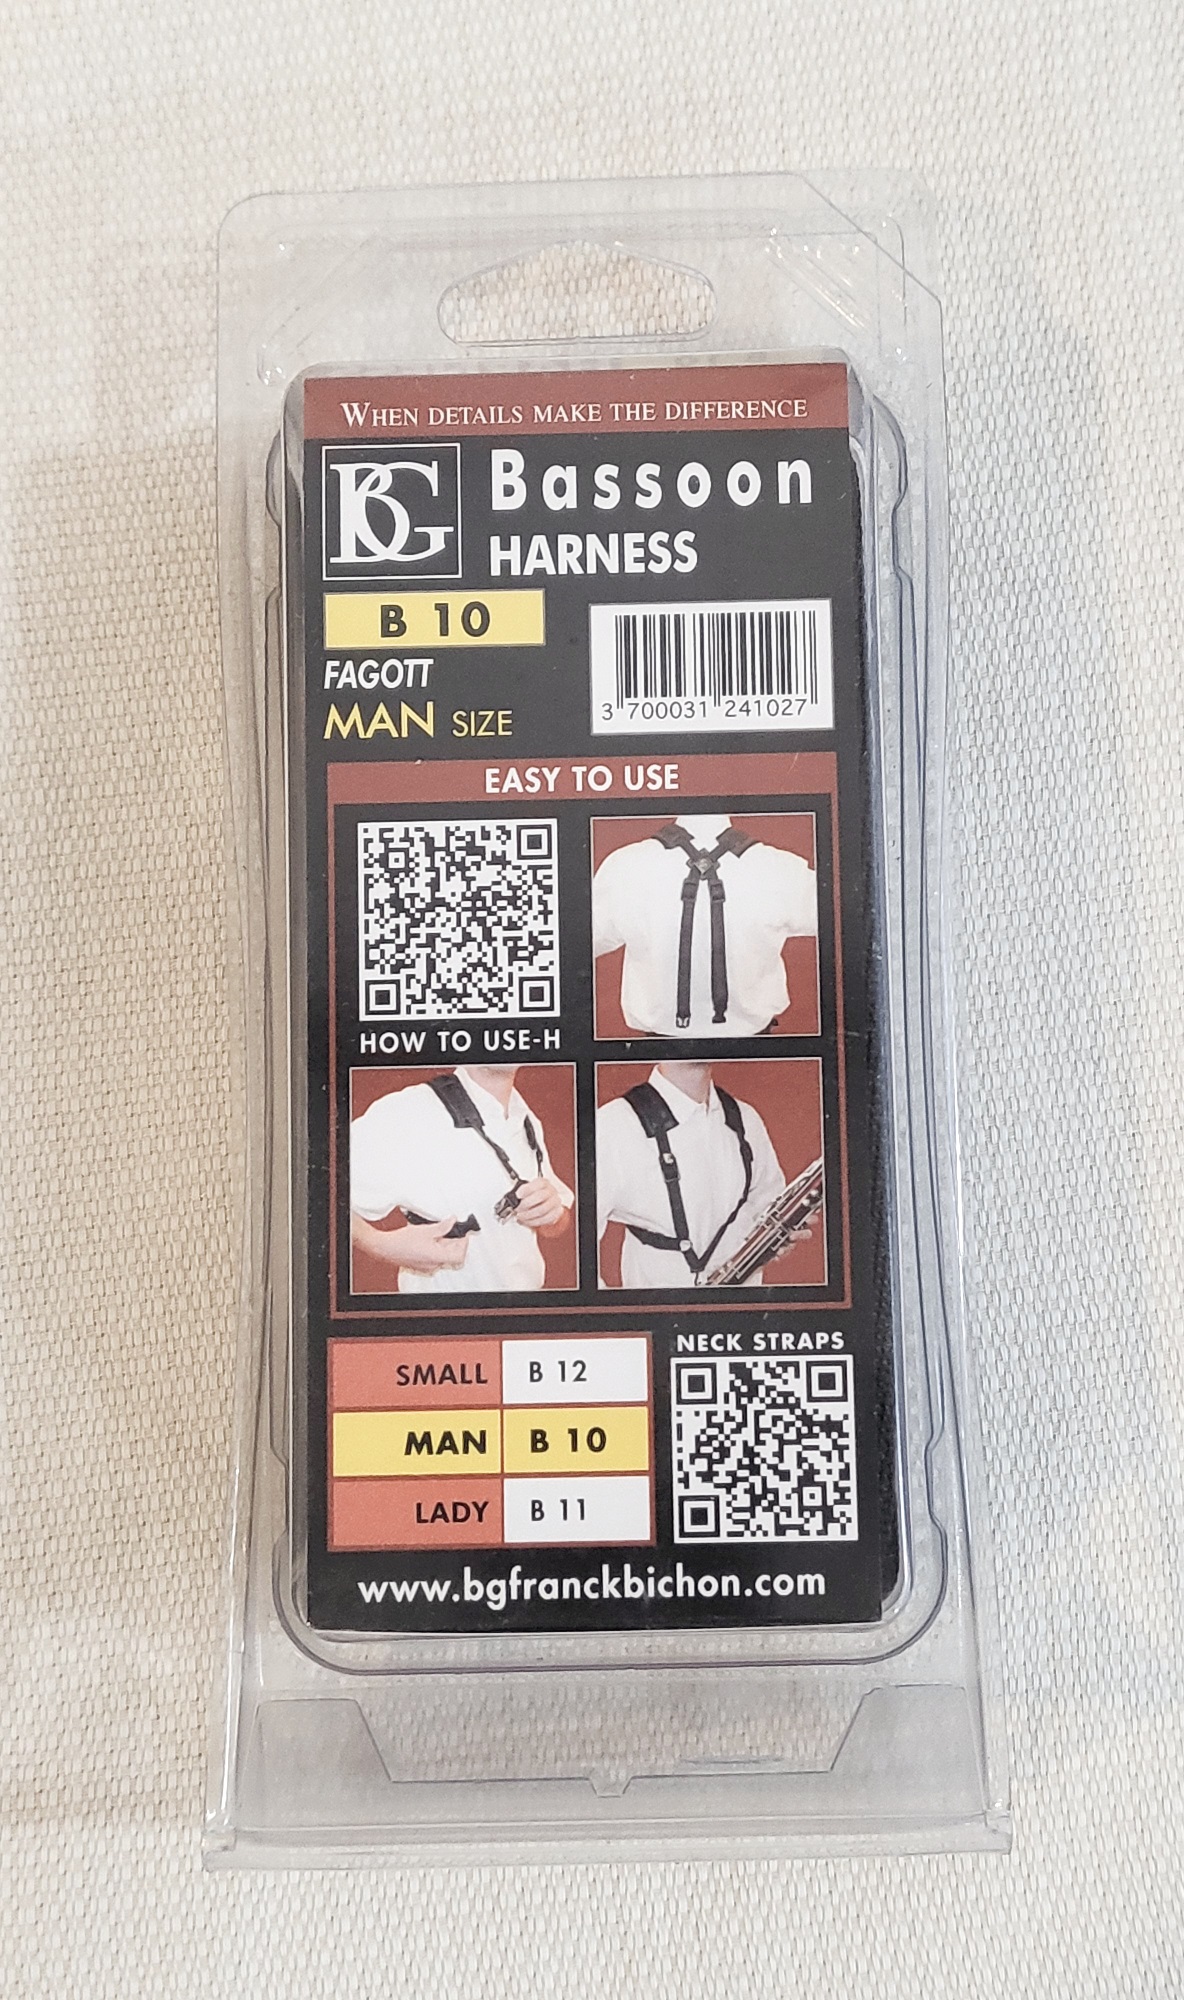 WHEN DETAILS MAKE THE DIFFERENCE
BG
Bassoon
HARNESS
B 10
FAGOTT
MAN SIZE
3 700031 241027
EASY TO USE
HOW TO USE-H
SMALL B 12
MAN B 10
LADY B 11
NECK STRAPS
www.bgfranckbichon.com